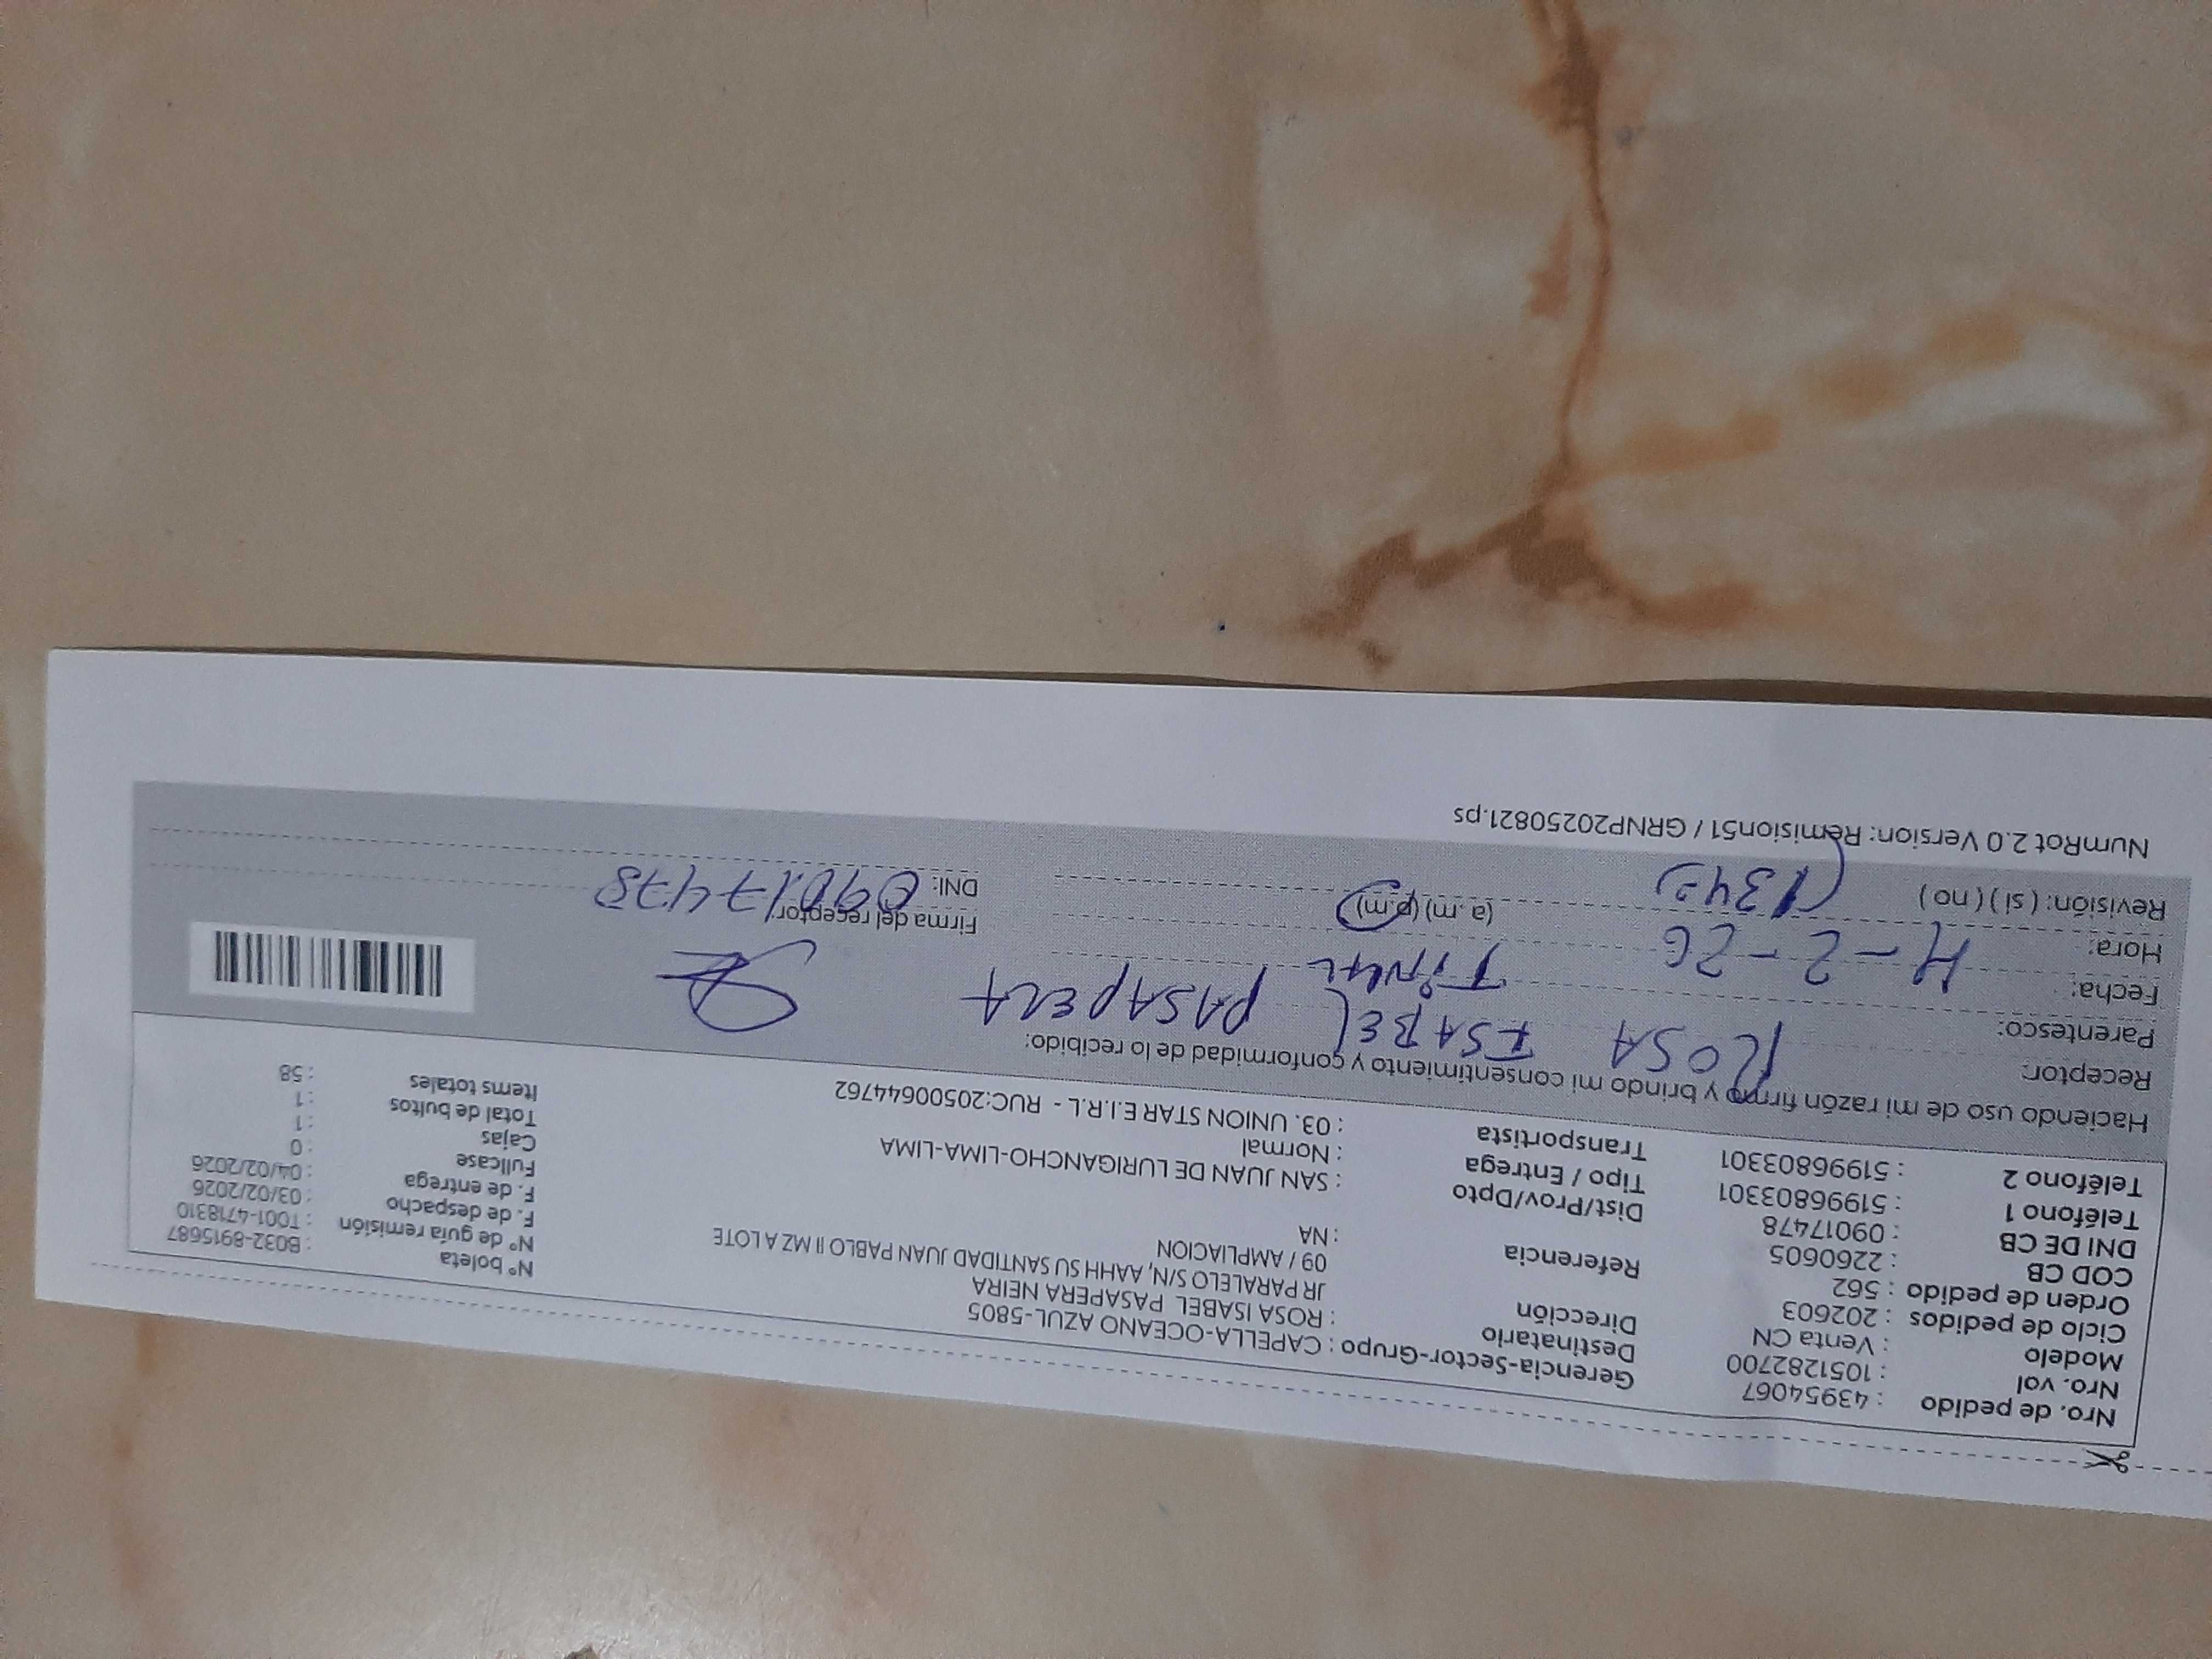 Nro. de pedido : 43954067
Nro. vol : 1051282700
Modelo : Venta CN
Ciclo de pedidos : 202603
Orden de pedido : 562
COD CB : 2260605
DNI DE CB : 09017478
Teléfono 1 : 51996803301
Teléfono 2 : 51996803301
Gerencia-Sector-Grupo : CAPELLA-OCEANO AZUL-5805
Destinatario : ROSA ISABEL PASAPERA NEIRA
Dirección JR PARALELO S/N, AAHH SU SANTIDAD JUAN PABLO II MZ A LOTE
09 / AMPLIACION
Referencia : NA
Dist/Prov/Dpto : SAN JUAN DE LURIGANCHO-LIMA-LIMA
Tipo / Entrega : Normal
Transportista : 03. UNION STAR E.I.R.L - RUC:20500644762
N° boleta : B032-8915687
N° de guía remisión : T001-4718310
F. de despacho : 03/02/2026
F. de entrega : 04/02/2026
Fullcase : 0
Cajas : 1
Total de bultos : 1
Ítems totales : 58
Haciendo uso de mi razón firmo y brindo mi consentimiento y conformidad de lo recibido:
Receptor: ROSA ISABEL PASAPERA
Parentesco:
Fecha: 4-2-26
Hora: 1342 (a. m) (p.m)
Revisión: ( si ) ( no )
Firma del receptor:
DNI: 09017478
NumRot 2.0 Version: Remision51 / GRNP20250821.ps